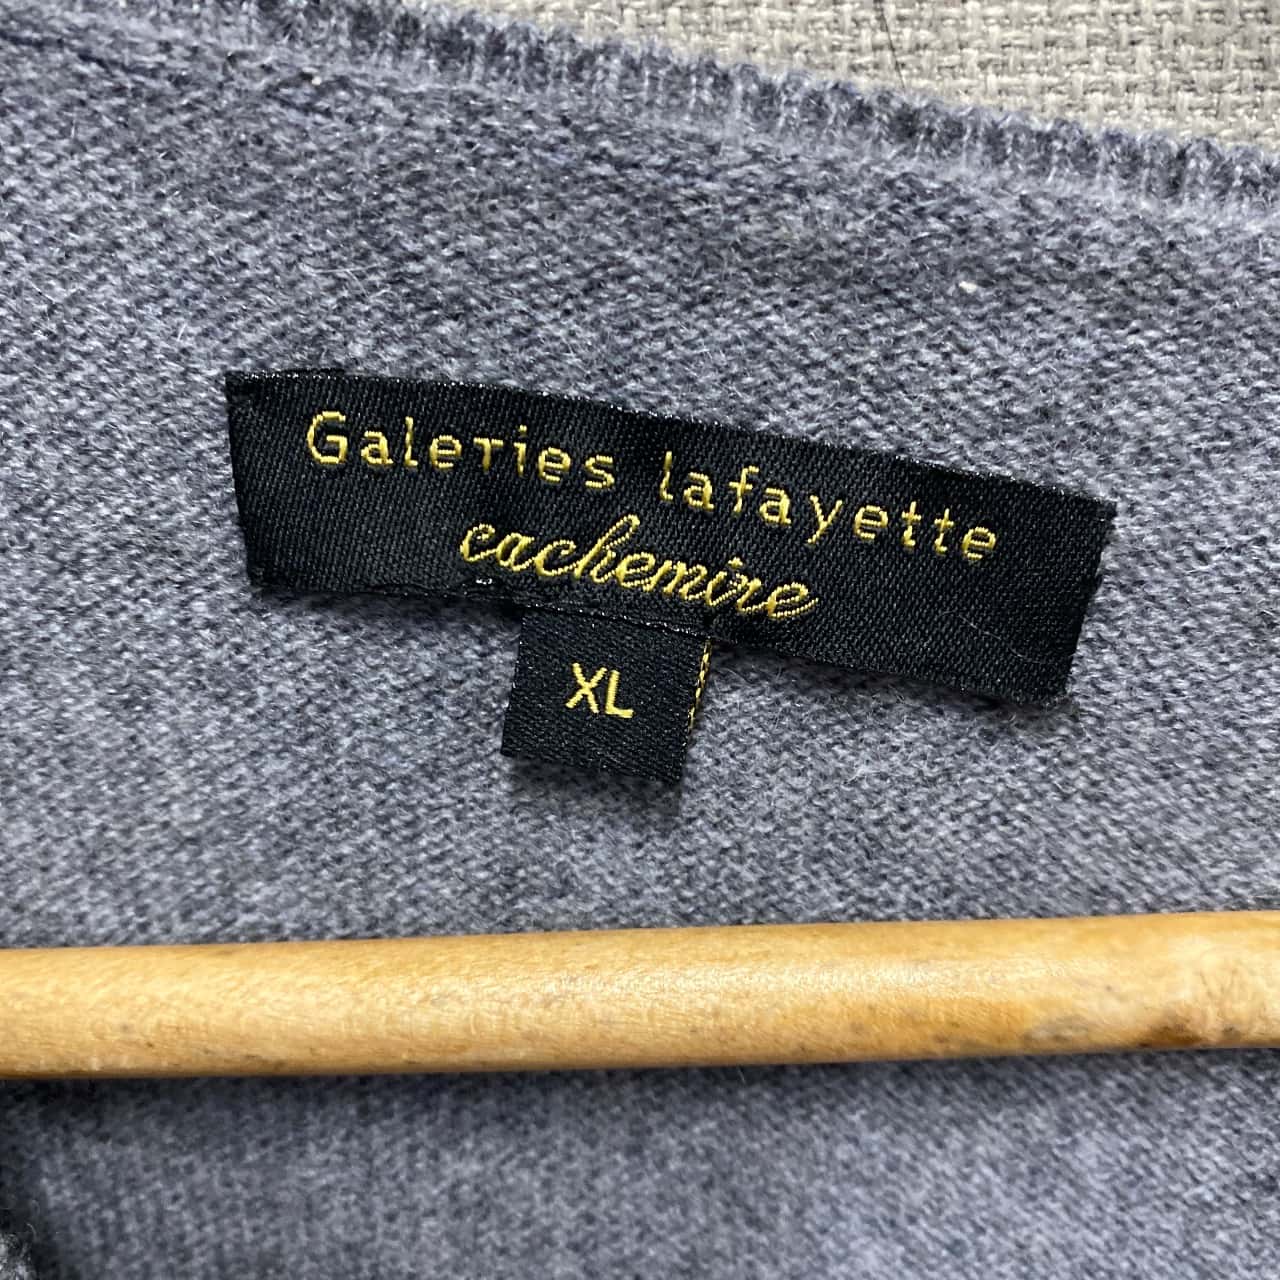 Galeries lafayette
cachemire
XL